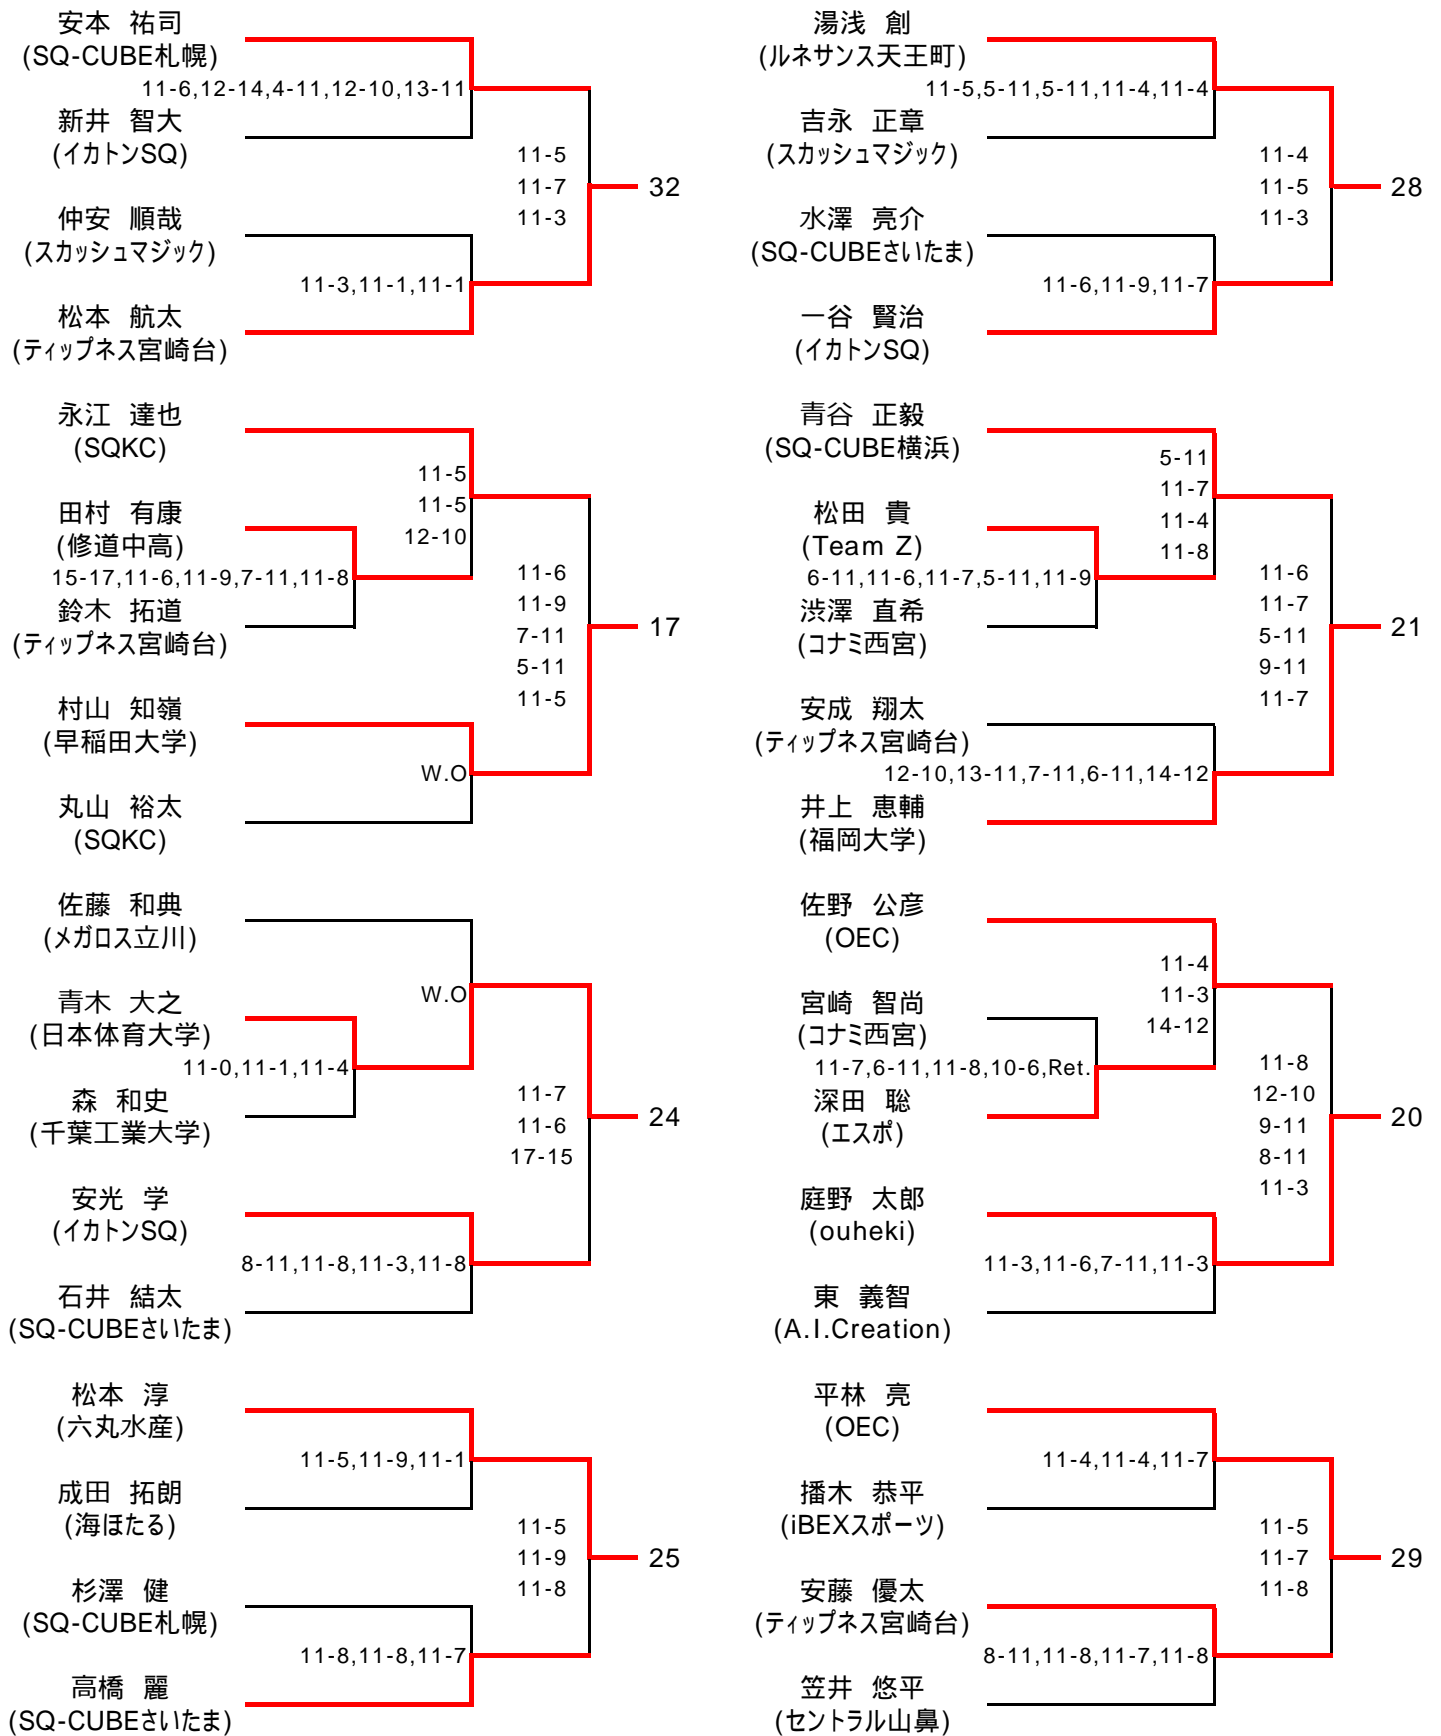 安本 祐司
(SQ-CUBE札幌)
11-6,12-14,4-11,12-10,13-11
新井 智大
(イカトンSQ)
11-5
11-7
11-3
32
仲安 順哉
(スカッシュマジック)
11-3,11-1,11-1
松本 航太
(ティップネス宮崎台)
永江 達也
(SQKC)
11-5
11-5
12-10
田村 有康
(修道中高)
15-17,11-6,11-9,7-11,11-8
鈴木 拓道
(ティップネス宮崎台)
11-6
11-9
7-11
5-11
11-5
17
村山 知嶺
(早稲田大学)
W.O
丸山 裕太
(SQKC)
佐藤 和典
(メガロス立川)
W.O
青木 大之
(日本体育大学)
11-0,11-1,11-4
森 和史
(千葉工業大学)
11-7
11-6
17-15
24
安光 学
(イカトンSQ)
8-11,11-8,11-3,11-8
石井 結太
(SQ-CUBEさいたま)
松本 淳
(六丸水産)
11-5,11-9,11-1
成田 拓朗
(海ほたる)
11-5
11-9
11-8
25
杉澤 健
(SQ-CUBE札幌)
11-8,11-8,11-7
高橋 麗
(SQ-CUBEさいたま)
湯浅 創
(ルネサンス天王町)
11-5,5-11,5-11,11-4,11-4
吉永 正章
(スカッシュマジック)
11-4
11-5
11-3
28
水澤 亮介
(SQ-CUBEさいたま)
11-6,11-9,11-7
一谷 賢治
(イカトンSQ)
青谷 正毅
(SQ-CUBE横浜)
5-11
11-7
11-4
11-8
松田 貴
(Team Z)
6-11,11-6,11-7,5-11,11-9
渋澤 直希
(コナミ西宮)
11-6
11-7
5-11
9-11
11-7
21
安成 翔太
(ティップネス宮崎台)
12-10,13-11,7-11,6-11,14-12
井上 恵輔
(福岡大学)
佐野 公彦
(OEC)
11-4
11-3
14-12
宮崎 智尚
(コナミ西宮)
11-7,6-11,11-8,10-6,Ret.
深田 聡
(エスポ)
11-8
12-10
9-11
8-11
11-3
20
庭野 太郎
(ouheki)
11-3,11-6,7-11,11-3
東 義智
(A.I.Creation)
平林 亮
(OEC)
11-4,11-4,11-7
播木 恭平
(iBEXスポーツ)
11-5
11-7
11-8
29
安藤 優太
(ティップネス宮崎台)
8-11,11-8,11-7,11-8
笠井 悠平
(セントラル山鼻)